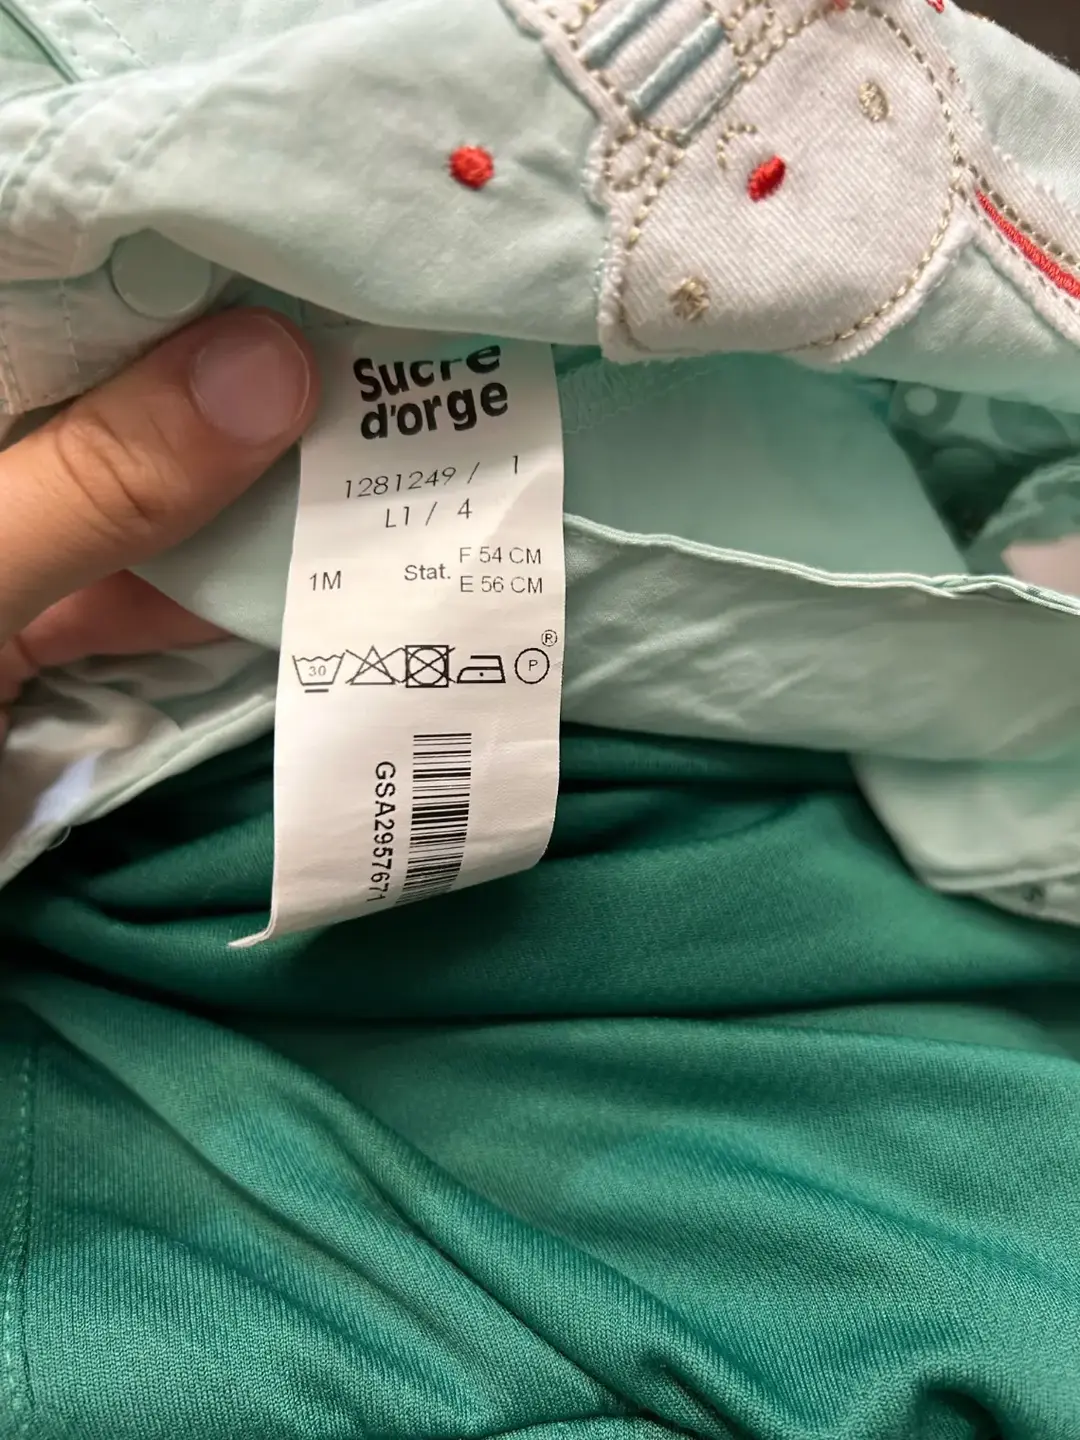 Sucre
d'orge
1281249 / 1
L1 / 4
1M Stat. F 54 CM
E 56 CM
®
30 P
GSA2957671